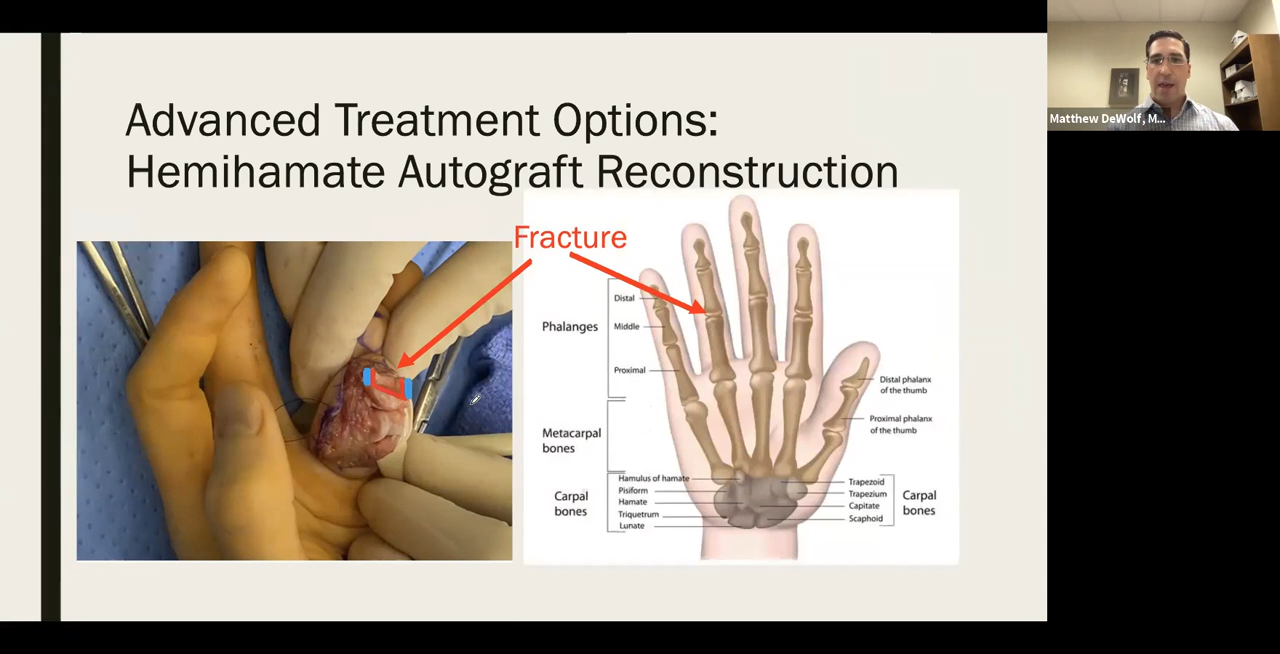 Advanced Treatment Options:
Hemihamate Autograft Reconstruction
Fracture
Phalanges
Distal
Middle
Proximal
Metacarpal
bones
Carpal
bones
Hamulus of hamate
Pisiform
Hamate
Triquetrum
Lunate
Distal phalanx
of the thumb
Proximal phalanx
of the thumb
Trapezoid
Trapezium
Capitate
Scaphoid
Carpal
bones
Matthew DeWolf, M...